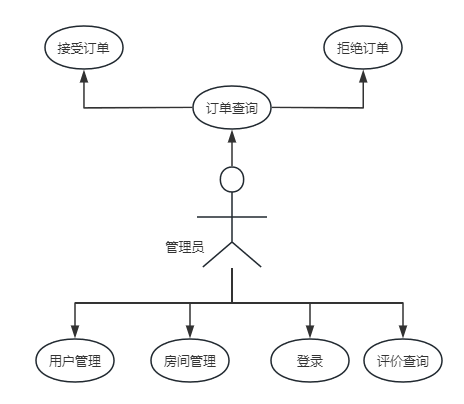 接受订单
拒绝订单
订单查询
管理员
用户管理
房间管理
登录
评价查询